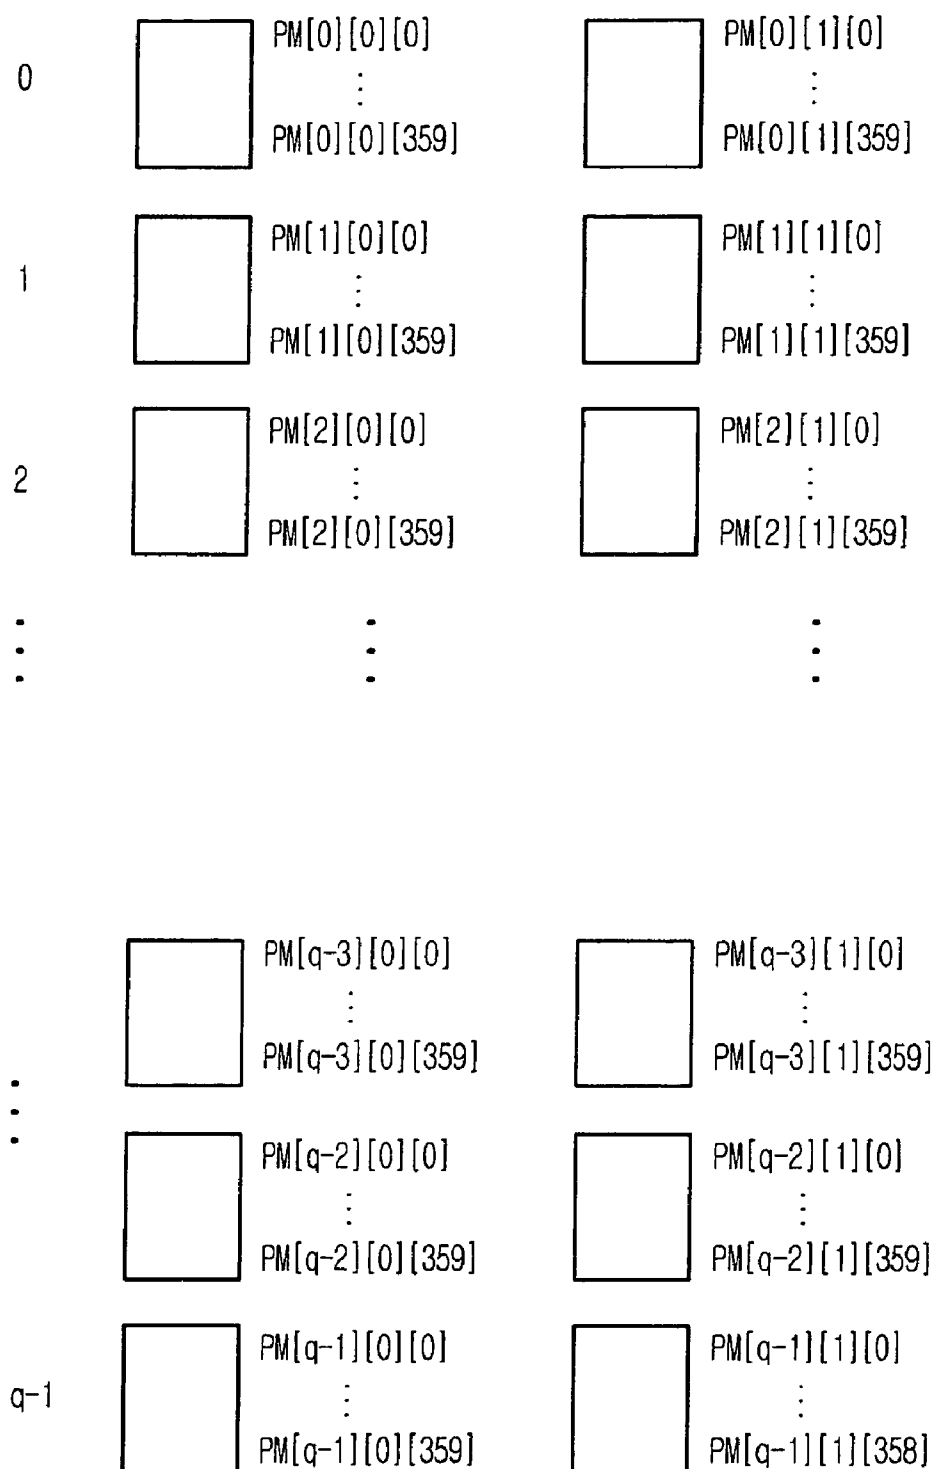 PM[0][0][0] PM[0][1][0]
0
PM[0][0][359] PM[0][1][359]
PM[1][0][0] PM[1][1][0]
1
PM[1][0][359] PM[1][1][359]
PM[2][0][0] PM[2][1][0]
2
PM[2][0][359] PM[2][1][359]
PM[q-3][0][0] PM[q-3][1][0]
PM[q-3][0][359] PM[q-3][1][359]
PM[q-2][0][0] PM[q-2][1][0]
PM[q-2][0][359] PM[q-2][1][359]
PM[q-1][0][0] PM[q-1][1][0]
q-1
PM[q-1][0][359] PM[q-1][1][358]